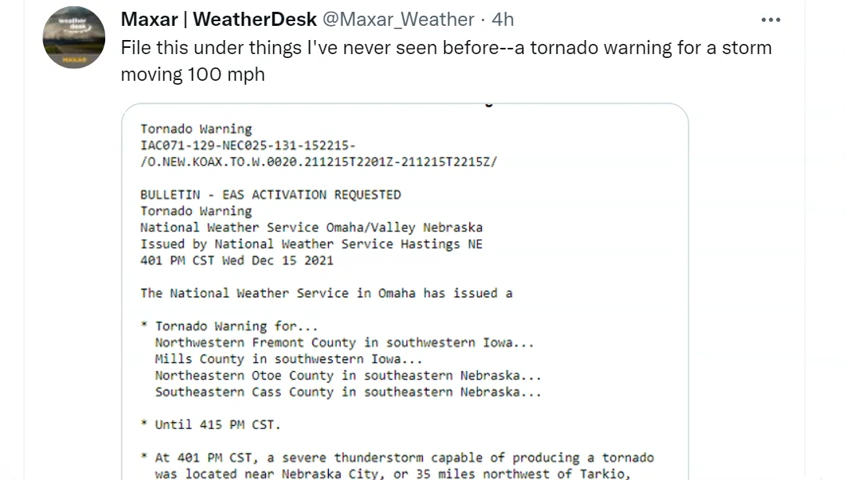 Maxar | WeatherDesk @Maxar_Weather · 4h
File this under things I've never seen before--a tornado warning for a storm
moving 100 mph
Tornado Warning
IAC071-129-NEC025-131-152215-
/O.NEW.KOAX.TO.W.0020.211215T2201Z-211215T2215Z/
BULLETIN - EAS ACTIVATION REQUESTED
Tornado Warning
National Weather Service Omaha/Valley Nebraska
Issued by National Weather Service Hastings NE
401 PM CST Wed Dec 15 2021
The National Weather Service in Omaha has issued a
* Tornado Warning for...
Northwestern Fremont County in southwestern Iowa...
Mills County in southwestern Iowa...
Northeastern Otoe County in southeastern Nebraska...
Southeastern Cass County in southeastern Nebraska...
* Until 415 PM CST.
* At 401 PM CST, a severe thunderstorm capable of producing a tornado
was located near Nebraska City, or 35 miles northwest of Tarkio,
weather
desk
MAXAR